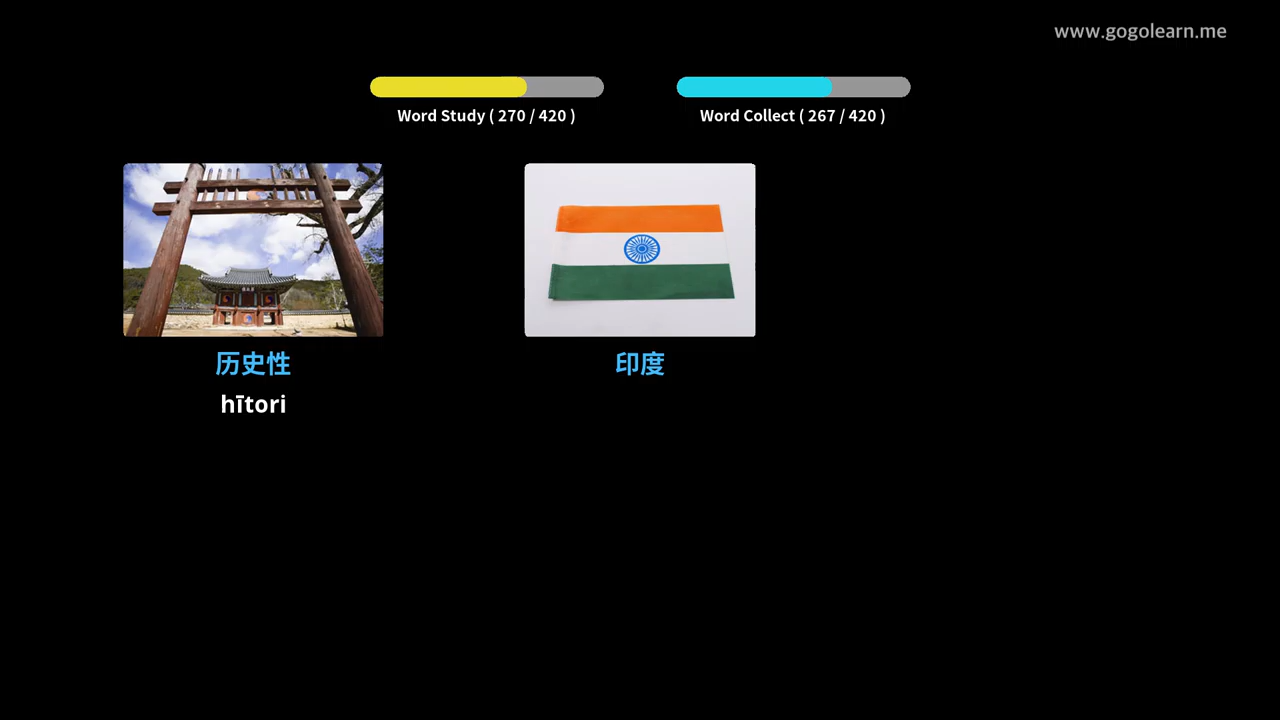 www.gogolearn.me
Word Study ( 270 / 420 )
Word Collect ( 267 / 420 )
历史性
印度
hītori